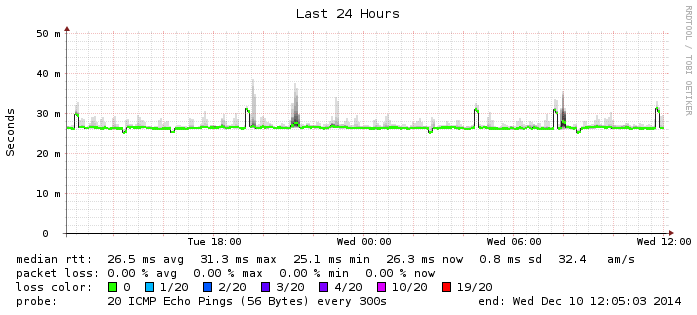 Last 24 Hours
RRDTOOL / TOBI OETIKER
Seconds
50 m
40 m
30 m
20 m
10 m
0
Tue 18:00 Wed 00:00 Wed 06:00 Wed 12:00
median rtt: 26.5 ms avg 31.3 ms max 25.1 ms min 26.3 ms now 0.8 ms sd 32.4 am/s
packet loss: 0.00 % avg 0.00 % max 0.00 % min 0.00 % now
loss color: 0 1/20 2/20 3/20 4/20 10/20 19/20
probe: 20 ICMP Echo Pings (56 Bytes) every 300s end: Wed Dec 10 12:05:03 2014